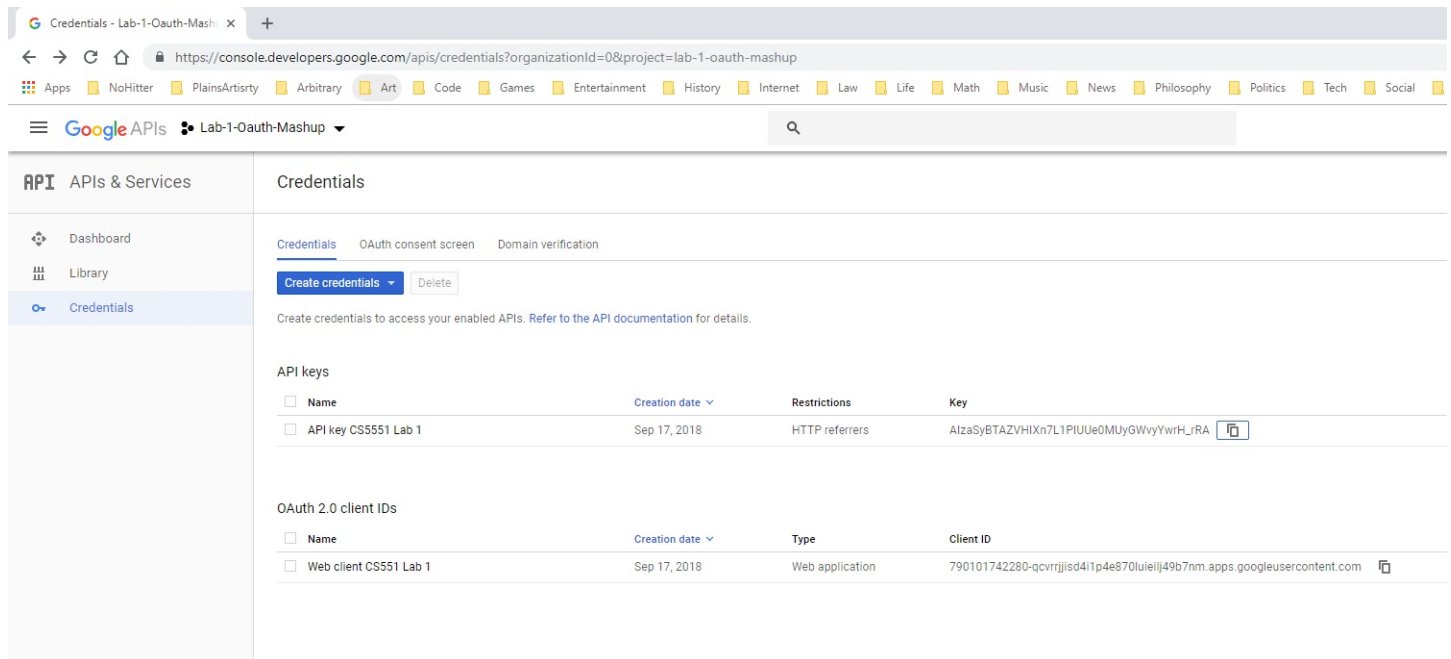 Credentials - Lab-1-Oauth-Mash
https://console.developers.google.com/apis/credentials?organizationId=0&project=lab-1-oauth-mashup
Apps NoHitter PlainsArtisrty Arbitrary Art Code Games Entertainment History Internet Law Life Math Music News Philosophy Politics Tech Social
Google APIs Lab-1-Oauth-Mashup
API APIs & Services
Credentials
Dashboard
Library
Credentials
Credentials OAuth consent screen Domain verification
Create credentials Delete
Create credentials to access your enabled APIs. Refer to the API documentation for details.
API keys
Name Creation date Restrictions Key
API key CS5551 Lab 1 Sep 17, 2018 HTTP referrers
OAuth 2.0 client IDs
Name Creation date Type Client ID
Web client CS551 Lab 1 Sep 17, 2018 Web application 790101742280-qcvrrjjisd4i1p4e870luieilj49b7nm.apps.googleusercontent.com